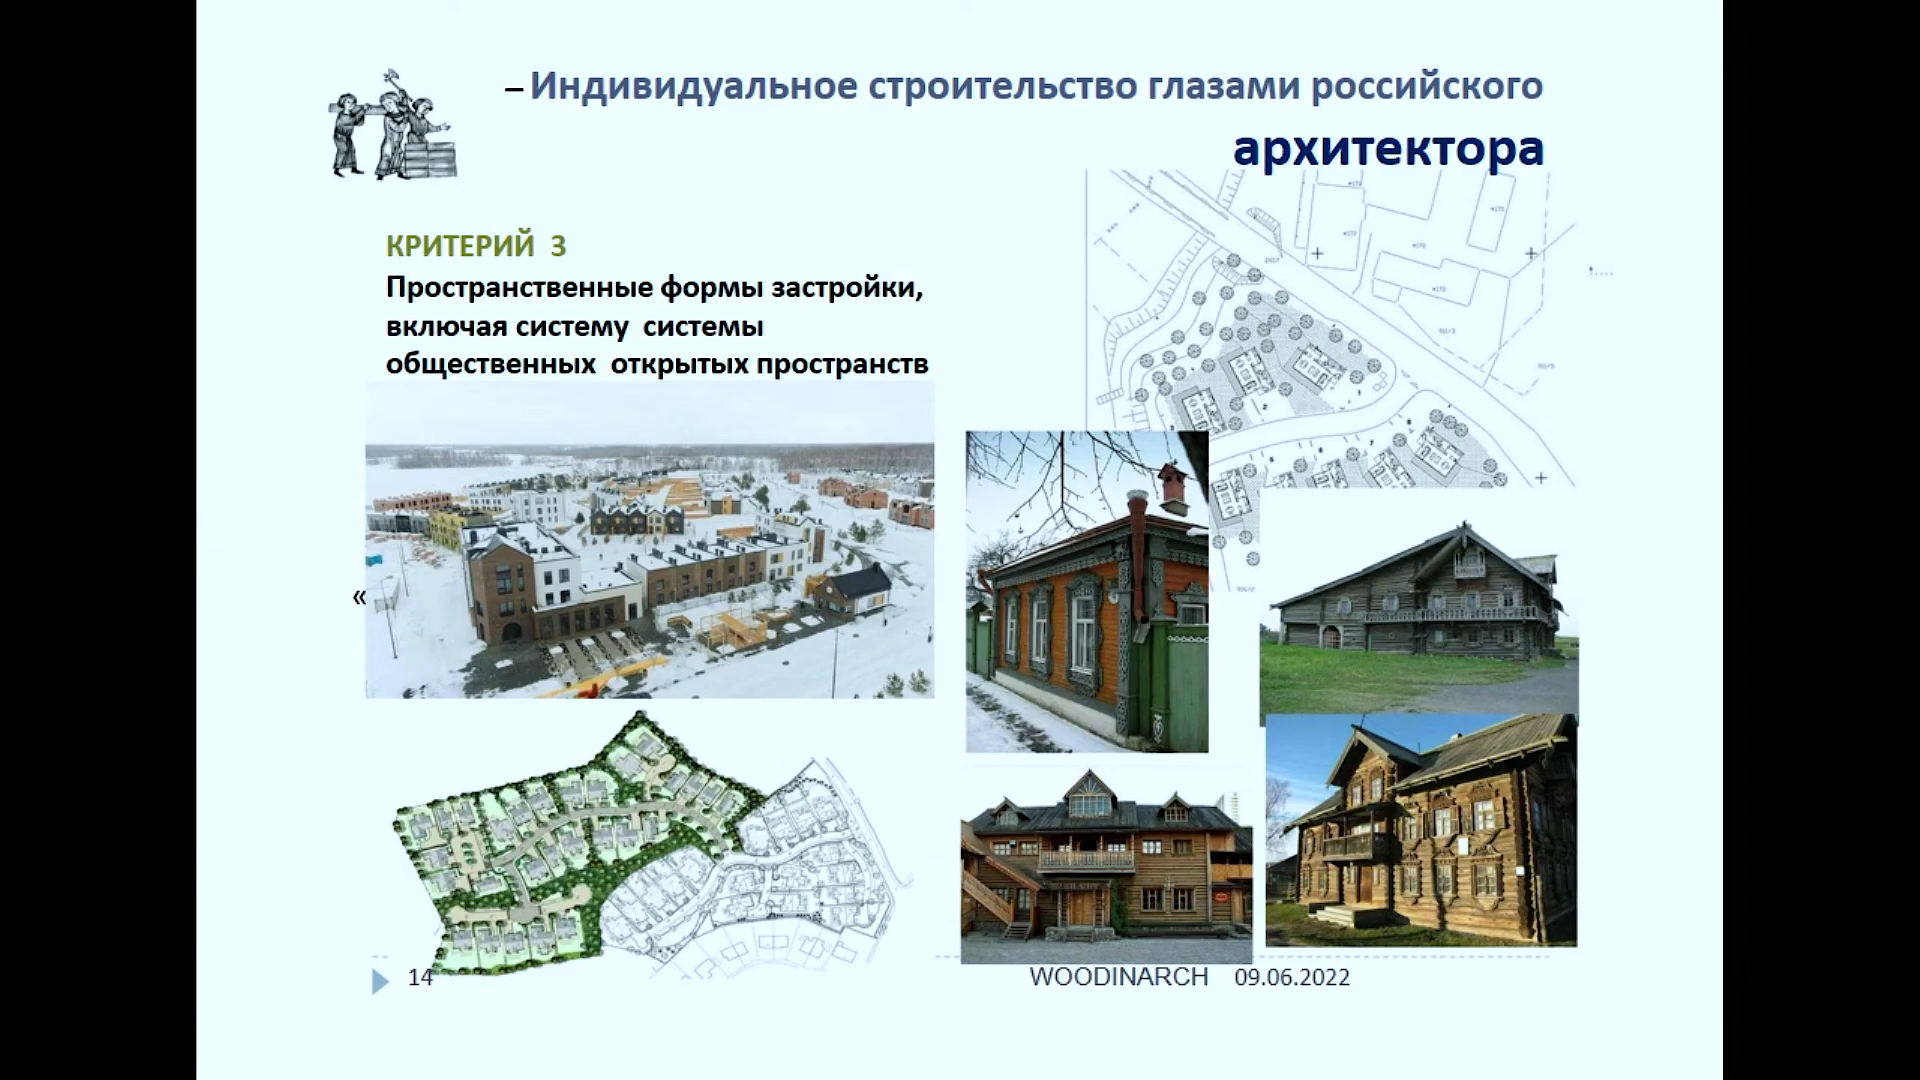 – Индивидуальное строительство глазами российского
архитектора
КРИТЕРИЙ 3
Пространственные формы застройки,
включая систему системы
общественных открытых пространств
«
14
WOODINARCH 09.06.2022